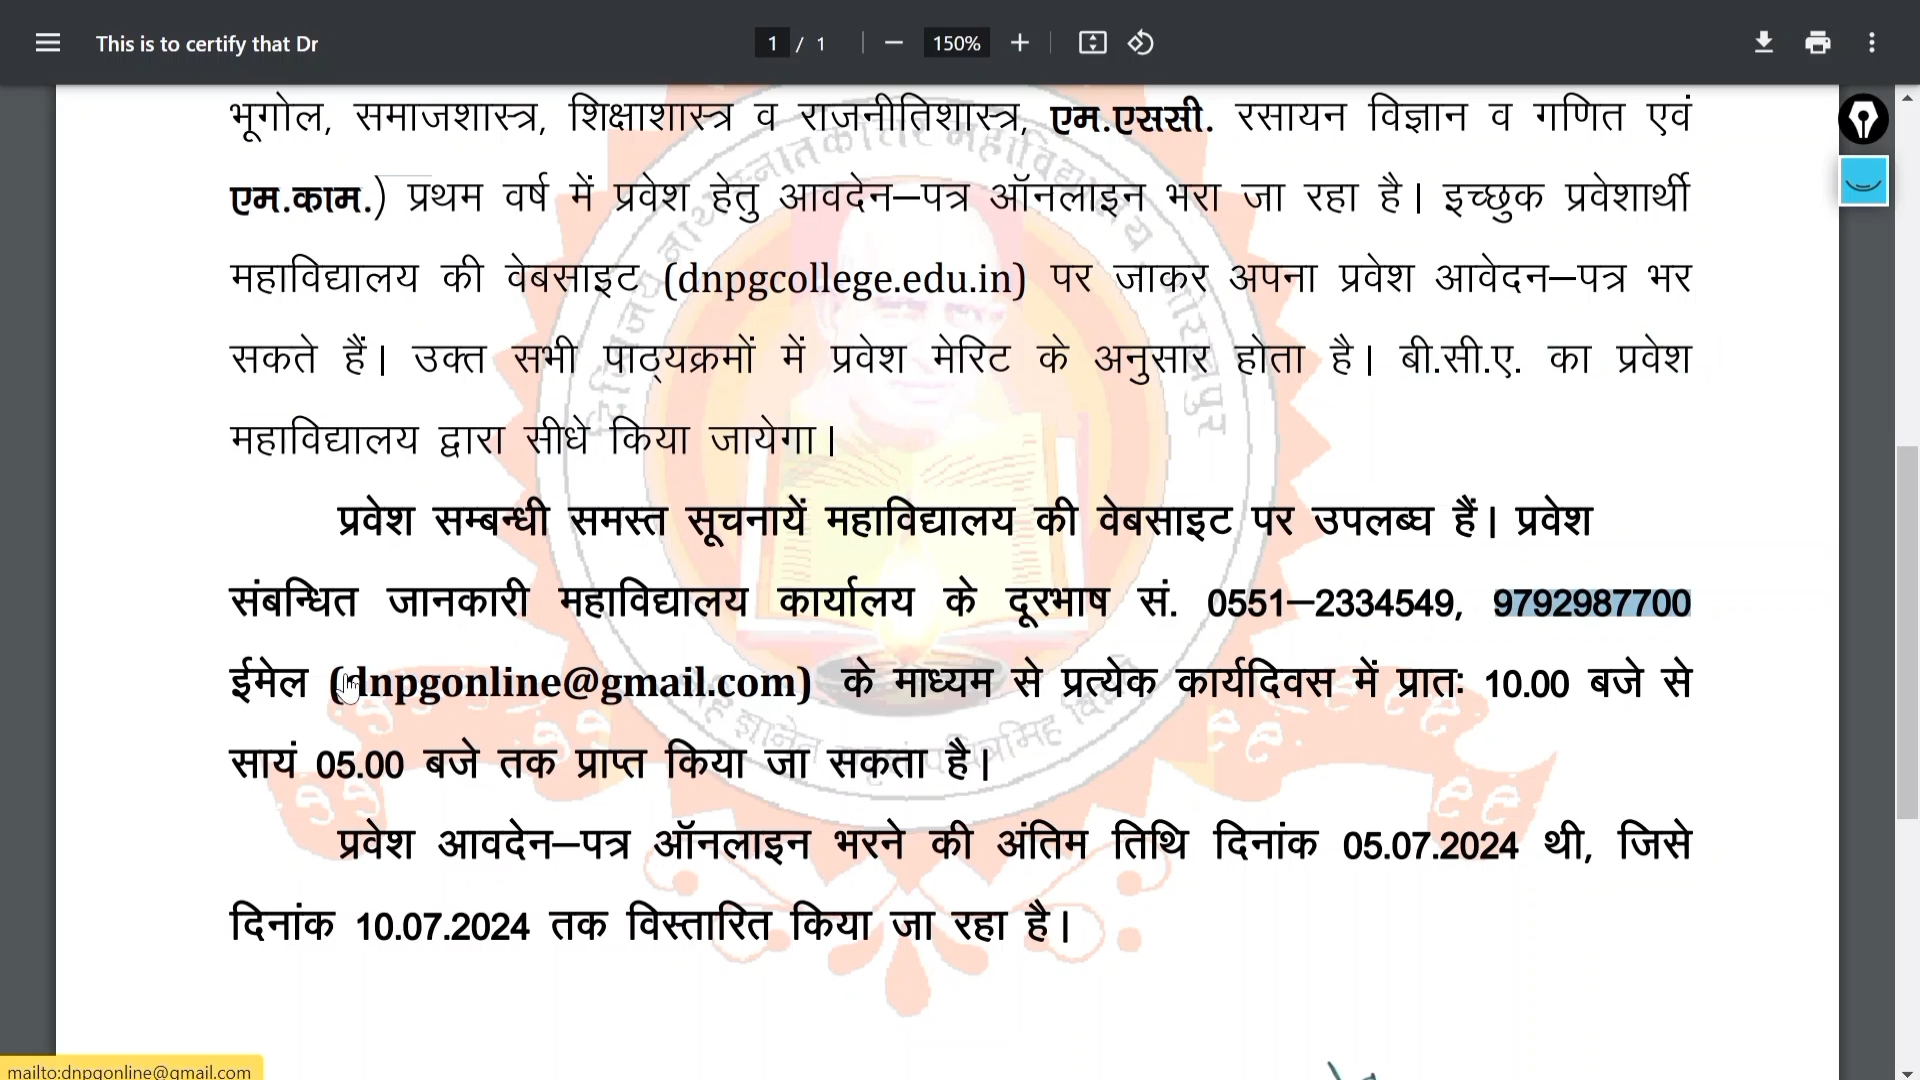 This is to certify that Dr
1 / 1
150%
भूगोल, समाजशास्त्र, शिक्षाशास्त्र व राजनीतिशास्त्र, एम.एससी. रसायन विज्ञान व गणित एवं
एम.काम.) प्रथम वर्ष में प्रवेश हेतु आवदेन–पत्र ऑनलाइन भरा जा रहा है। इच्छुक प्रवेशार्थी
महाविद्यालय की वेबसाइट (dnpgcollege.edu.in) पर जाकर अपना प्रवेश आवेदन–पत्र भर
सकते हैं। उक्त सभी पाठ्यक्रमों में प्रवेश मेरिट के अनुसार होता है। बी.सी.ए. का प्रवेश
महाविद्यालय द्वारा सीधे किया जायेगा।
प्रवेश सम्बन्धी समस्त सूचनायें महाविद्यालय की वेबसाइट पर उपलब्घ हैं। प्रवेश
संबन्धित जानकारी महाविद्यालय कार्यालय के दूरभाष सं. 0551–2334549, 9792987700
ईमेल (dnpgonline@gmail.com) के माध्यम से प्रत्येक कार्यदिवस में प्रातः 10.00 बजे से
सायं 05.00 बजे तक प्राप्त किया जा सकता है।
प्रवेश आवदेन–पत्र ऑनलाइन भरने की अंतिम तिथि दिनांक 05.07.2024 थी, जिसे
दिनांक 10.07.2024 तक विस्तारित किया जा रहा है।
mailto:dnpgonline@gmail.com